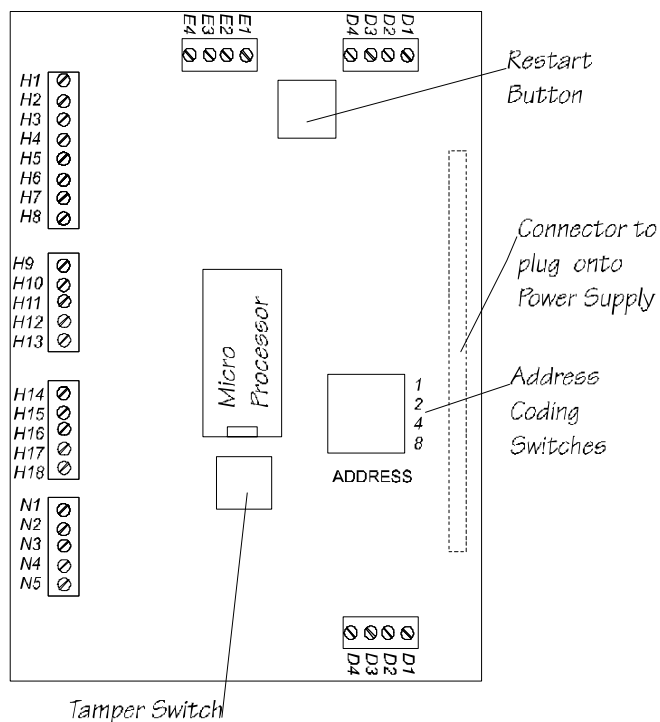 E4 E3 E2 E1
D4 D3 D2 D1
Restart
Button
H1
H2
H3
H4
H5
H6
H7
H8
Connector to
plug onto
Power Supply
H9
H10
H11
H12
H13
Micro
Processor
1
2
4
8
ADDRESS
Address
Coding
Switches
H14
H15
H16
H17
H18
N1
N2
N3
N4
N5
D4 D3 D2 D1
Tamper Switch